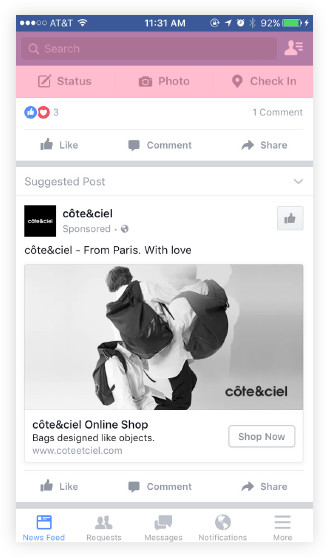 AT&T 11:31 AM 92%
Search
Status Photo Check In
3 1 Comment
Like Comment Share
Suggested Post
côte&ciel côte&ciel
Sponsored ·
côte&ciel - From Paris. With love
côte&ciel
côte&ciel Online Shop
Bags designed like objects.
www.coteetciel.com
Shop Now
Like Comment Share
News Feed Requests Messages Notifications More